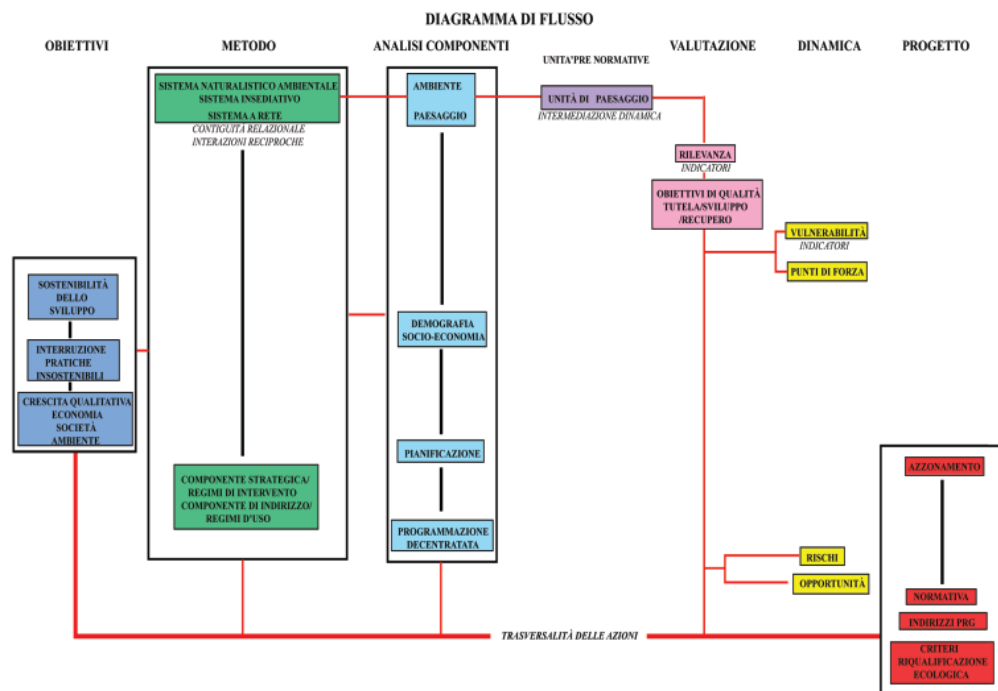 DIAGRAMMA DI FLUSSO
OBIETTIVI
METODO
ANALISI COMPONENTI
VALUTAZIONE
DINAMICA
PROGETTO
UNITA'PRE NORMATIVE
SOSTENIBILITÀ
DELLO
SVILUPPO
INTERRUZIONE
PRATICHE
INSOSTENIBILI
CRESCITA QUALITATIVA
ECONOMIA
SOCIETÀ
AMBIENTE
SISTEMA NATURALISTICO AMBIENTALE
SISTEMA INSEDIATIVO
SISTEMA A RETE
CONTIGUITÀ RELAZIONALE
INTERAZIONI RECIPROCHE
COMPONENTE STRATEGICA/
REGIMI DI INTERVENTO
COMPONENTE DI INDIRIZZO/
REGIMI D'USO
AMBIENTE
PAESAGGIO
DEMOGRAFIA
SOCIO-ECONOMIA
PIANIFICAZIONE
PROGRAMMAZIONE
DECENTRATATA
UNITÀ DI PAESAGGIO
INTERMEDIAZIONE DINAMICA
RILEVANZA
INDICATORI
OBIETTIVI DI QUALITÀ
TUTELA/SVILUPPO
/RECUPERO
VULNERABILITÀ
INDICATORI
PUNTI DI FORZA
RISCHI
OPPORTUNITÀ
AZZONAMENTO
NORMATIVA
INDIRIZZI PRG
CRITERI
RIQUALIFICAZIONE
ECOLOGICA
TRASVERSALITÀ DELLE AZIONI